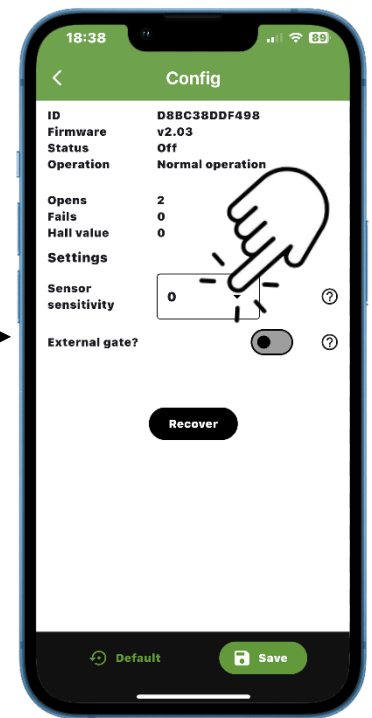 18:38
89
Config
ID D8BC38DDF498
Firmware v2.03
Status Off
Operation Normal operation
Opens 2
Fails 0
Hall value 0
Settings
Sensor
sensitivity
0
?
External gate?
?
Recover
Default
Save